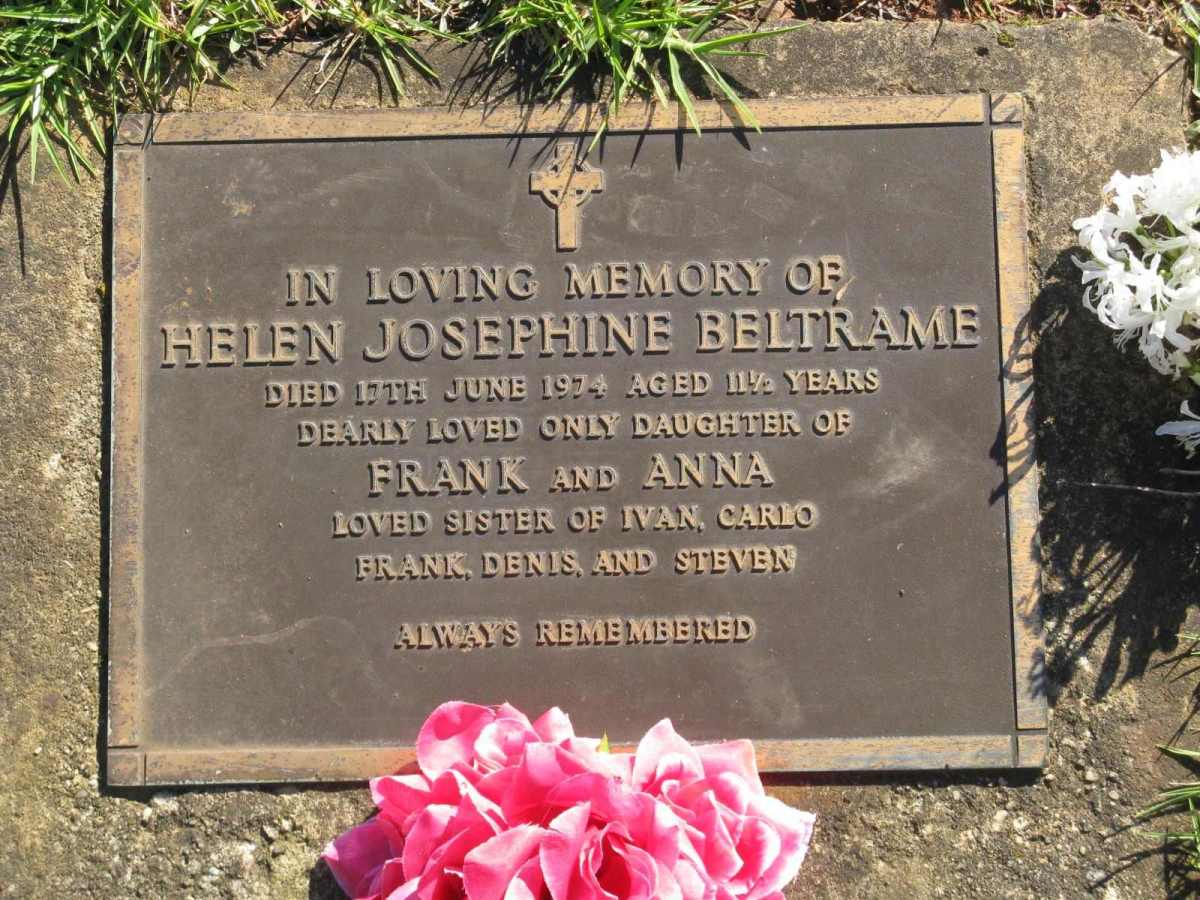 IN LOVING MEMORY OF
HELEN JOSEPHINE BELTRAME
DIED 17TH JUNE 1974 AGED 11½ YEARS
DEARLY LOVED ONLY DAUGHTER OF
FRANK AND ANNA
LOVED SISTER OF IVAN, CARLO
FRANK, DENIS, AND STEVEN
ALWAYS REMEMBERED